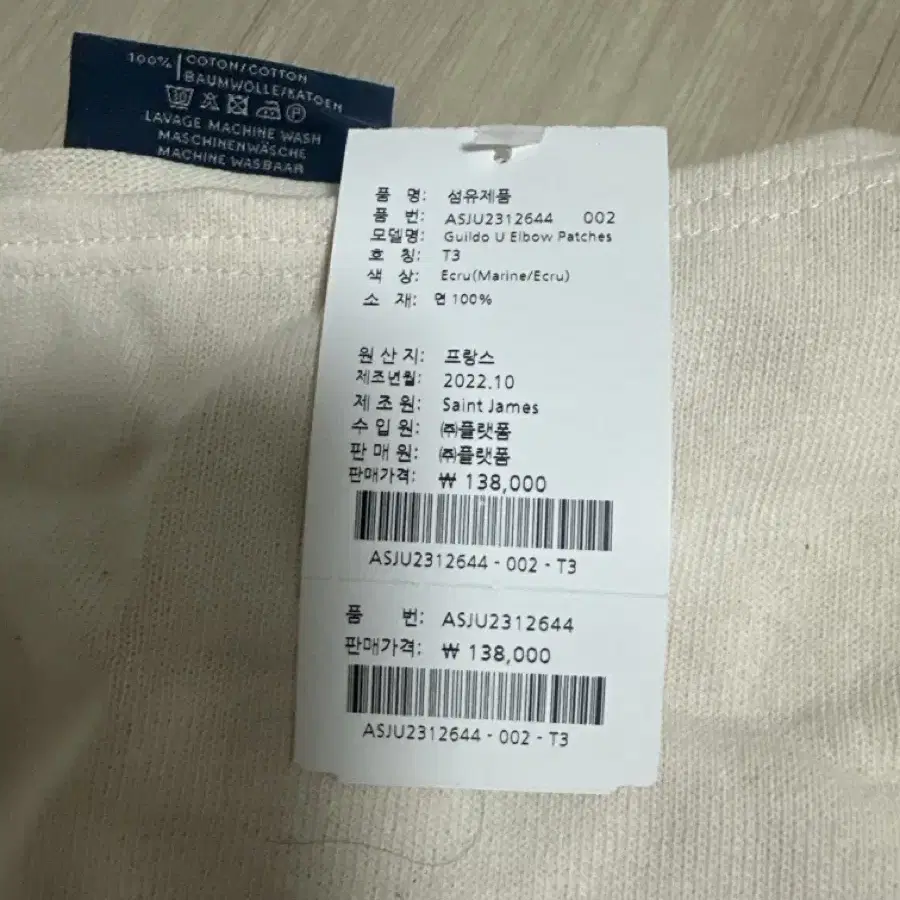 100% COTON/COTTON
BAUMWOLLE/KATOEN
30 P
LAVAGE MACHINE WASH
MASCHINENWÄSCHE
MACHINE WASBAAR
품 명: 섬유제품
품 번: ASJU2312644 002
모델명: Guildo U Elbow Patches
호 칭: T3
색 상: Ecru(Marine/Ecru)
소 재: 면 100%
원 산 지: 프랑스
제조년월: 2022.10
제 조 원: Saint James
수 입 원: ㈜플랫폼
판 매 원: ㈜플랫폼
판매가격: ₩ 138,000
ASJU2312644 - 002 - T3
품 번: ASJU2312644
판매가격: ₩ 138,000
ASJU2312644 - 002 - T3